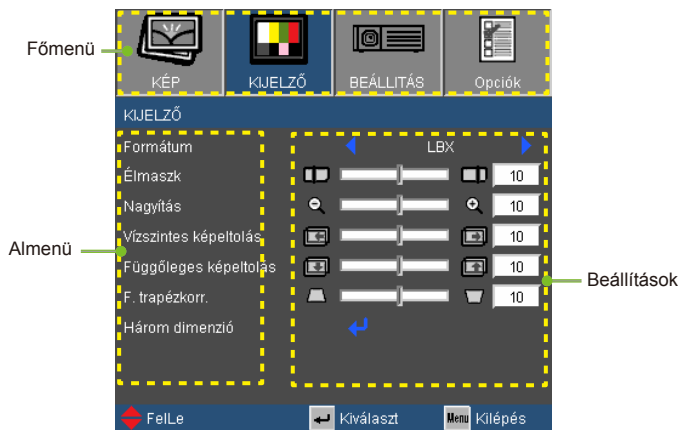 Főmenü
KÉP KIJELZŐ BEÁLLITÁS Opciók
KIJELZŐ
Formátum LBX
Élmaszk 10
Nagyítás 10
Vízszintes képeltolás 10
Almenü
Függőleges képeltolás 10
Beállítások
F. trapézkorr. 10
Három dimenzió
FelLe Kiválaszt Menu Kilépés